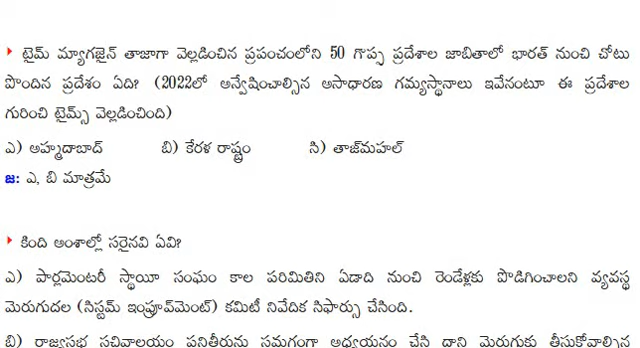 టైమ్ మ్యాగజైన్ తాజాగా వెల్లడించిన ప్రపంచంలోని 50 గొప్ప ప్రదేశాల జాబితాలో భారత్ నుంచి చోటు
పొందిన ప్రదేశం ఏది? (2022లో అన్వేషించాల్సిన అసాధారణ గమ్యస్థానాలు ఇవేనంటూ ఈ ప్రదేశాల
గురించి టైమ్స్ వెల్లడించింది)
ఎ) అహ్మదాబాద్ బి) కేరళ రాష్ట్రం సి) తాజ్‌మహల్
జ: ఎ, బి మాత్రమే
కింది అంశాల్లో సరైనవి ఏవి?
ఎ) పార్లమెంటరీ స్థాయీ సంఘం కాల పరిమితిని ఏడాది నుంచి రెండేళ్లకు పొడిగించాలని వ్యవస్థ
మెరుగుదల (సిస్టమ్ ఇంప్రూవ్‌మెంట్) కమిటీ నివేదిక సిఫార్సు చేసింది.
బి) రాజ్యసభ సచివాలయం పనితీరును సమగ్రంగా అధ్యయనం చేసి దాని మెరుగుకు తీసుకోవాల్సిన